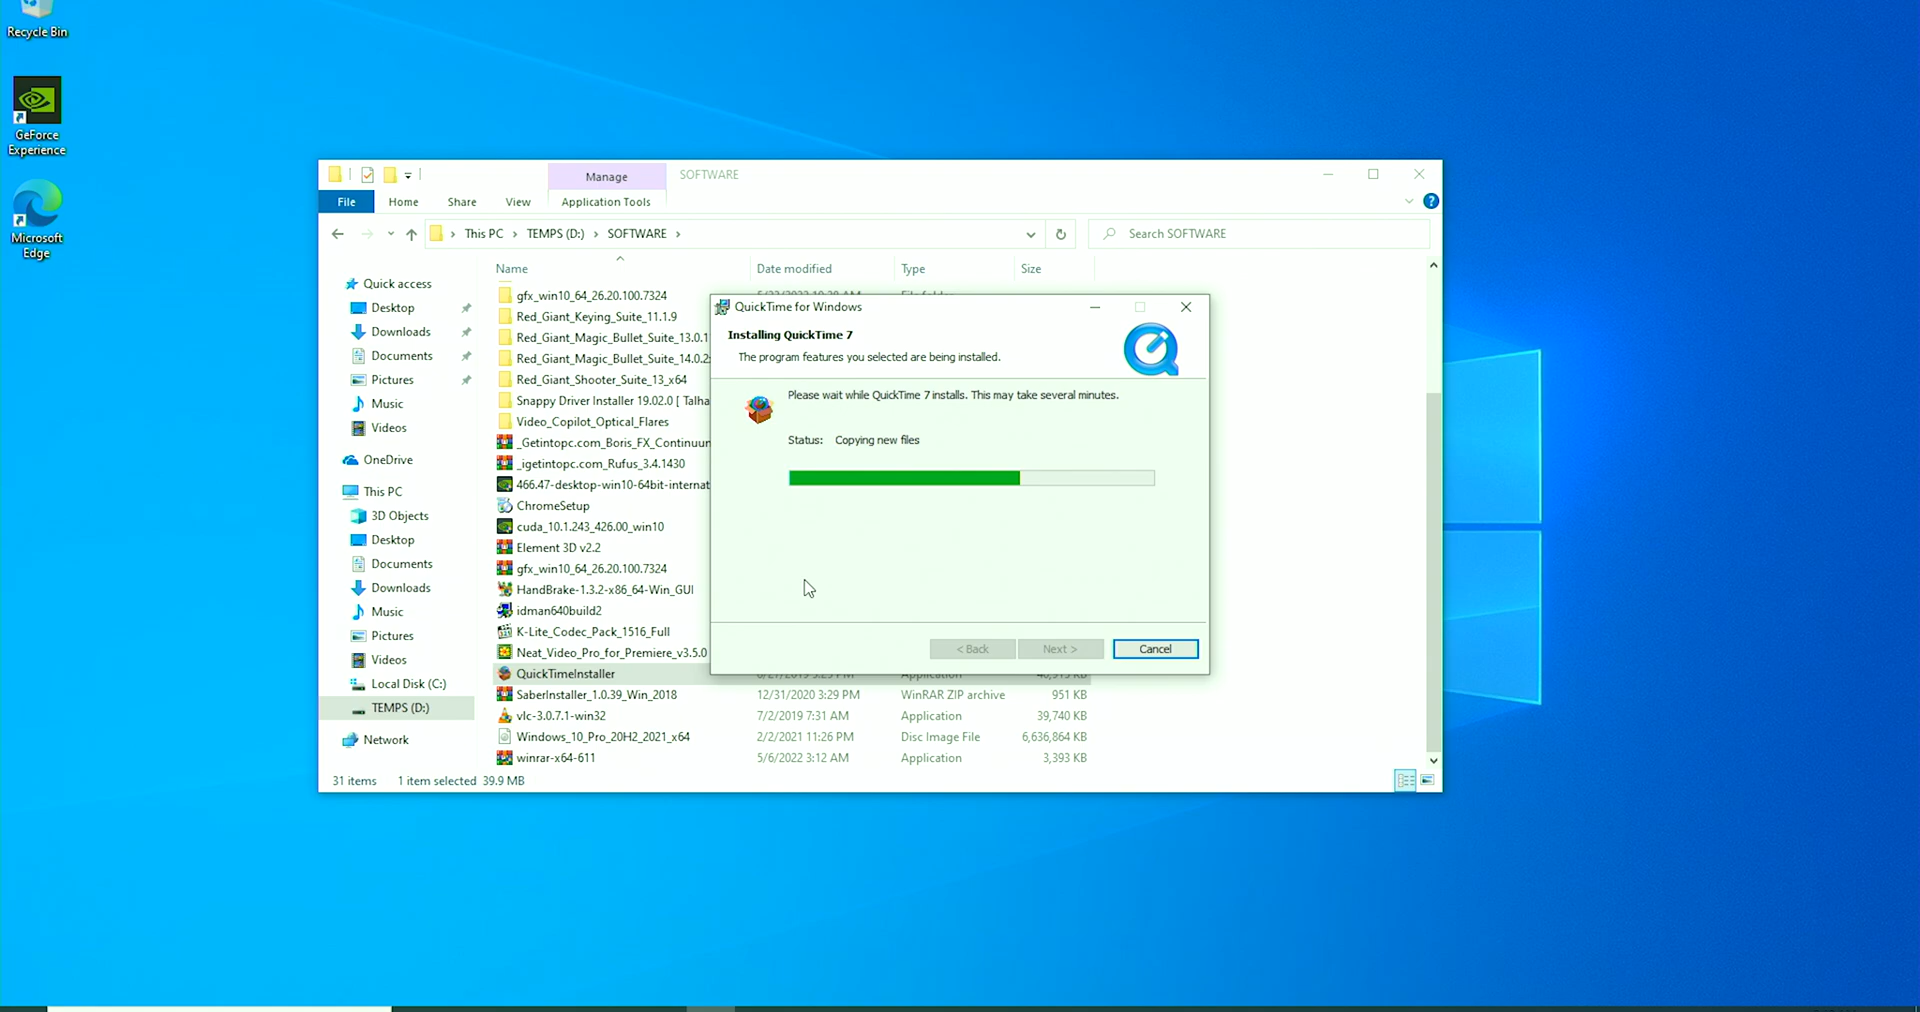 Recycle Bin
GeForce
Experience
Microsoft
Edge
Manage
SOFTWARE
File
Home
Share
View
Application Tools
This PC
TEMPS (D:)
SOFTWARE
Search SOFTWARE
Name
Date modified
Type
Size
Quick access
Desktop
Downloads
Documents
Pictures
Music
Videos
OneDrive
This PC
3D Objects
Desktop
Documents
Downloads
Music
Pictures
Videos
Local Disk (C:)
TEMPS (D:)
Network
gfx_win10_64_26.20.100.7324
Red_Giant_Keying_Suite_11.1.9
Red_Giant_Magic_Bullet_Suite_13.0.1
Red_Giant_Magic_Bullet_Suite_14.0.2
Red_Giant_Shooter_Suite_13_x64
Snappy Driver Installer 19.02.0 [ Talha
Video_Copilot_Optical_Flares
_Getintopc.com_Boris_FX_Continuun
_igetintopc.com_Rufus_3.4.1430
466.47-desktop-win10-64bit-internat
ChromeSetup
cuda_10.1.243_426.00_win10
Element 3D v2.2
gfx_win10_64_26.20.100.7324
HandBrake-1.3.2-x86_64-Win_GUI
idman640build2
K-Lite_Codec_Pack_1516_Full
Neat_Video_Pro_for_Premiere_v3.5.0
QuickTimeInstaller
SaberInstaller_1.0.39_Win_2018 12/31/2020 3:29 PM WinRAR ZIP archive 951 KB
vlc-3.0.7.1-win32 7/2/2019 7:31 AM Application 39,740 KB
Windows_10_Pro_20H2_2021_x64 2/2/2021 11:26 PM Disc Image File 6,636,864 KB
winrar-x64-611 5/6/2022 3:12 AM Application 3,393 KB
31 items 1 item selected 39.9 MB
QuickTime for Windows
Installing QuickTime 7
The program features you selected are being installed.
Please wait while QuickTime 7 installs. This may take several minutes.
Status: Copying new files
< Back
Next >
Cancel